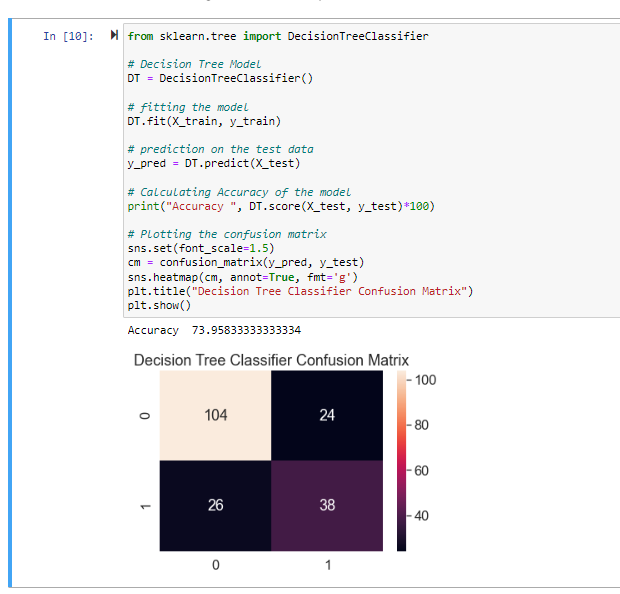 In [10]:
from sklearn.tree import DecisionTreeClassifier
# Decision Tree Model
DT = DecisionTreeClassifier()
# fitting the model
DT.fit(X_train, y_train)
# prediction on the test data
y_pred = DT.predict(X_test)
# Calculating Accuracy of the model
print("Accuracy ", DT.score(X_test, y_test)*100)
# Plotting the confusion matrix
sns.set(font_scale=1.5)
cm = confusion_matrix(y_pred, y_test)
sns.heatmap(cm, annot=True, fmt='g')
plt.title("Decision Tree Classifier Confusion Matrix")
plt.show()
Accuracy  73.95833333333334
Decision Tree Classifier Confusion Matrix
0 104 24
1 26 38
0 1
100
80
60
40